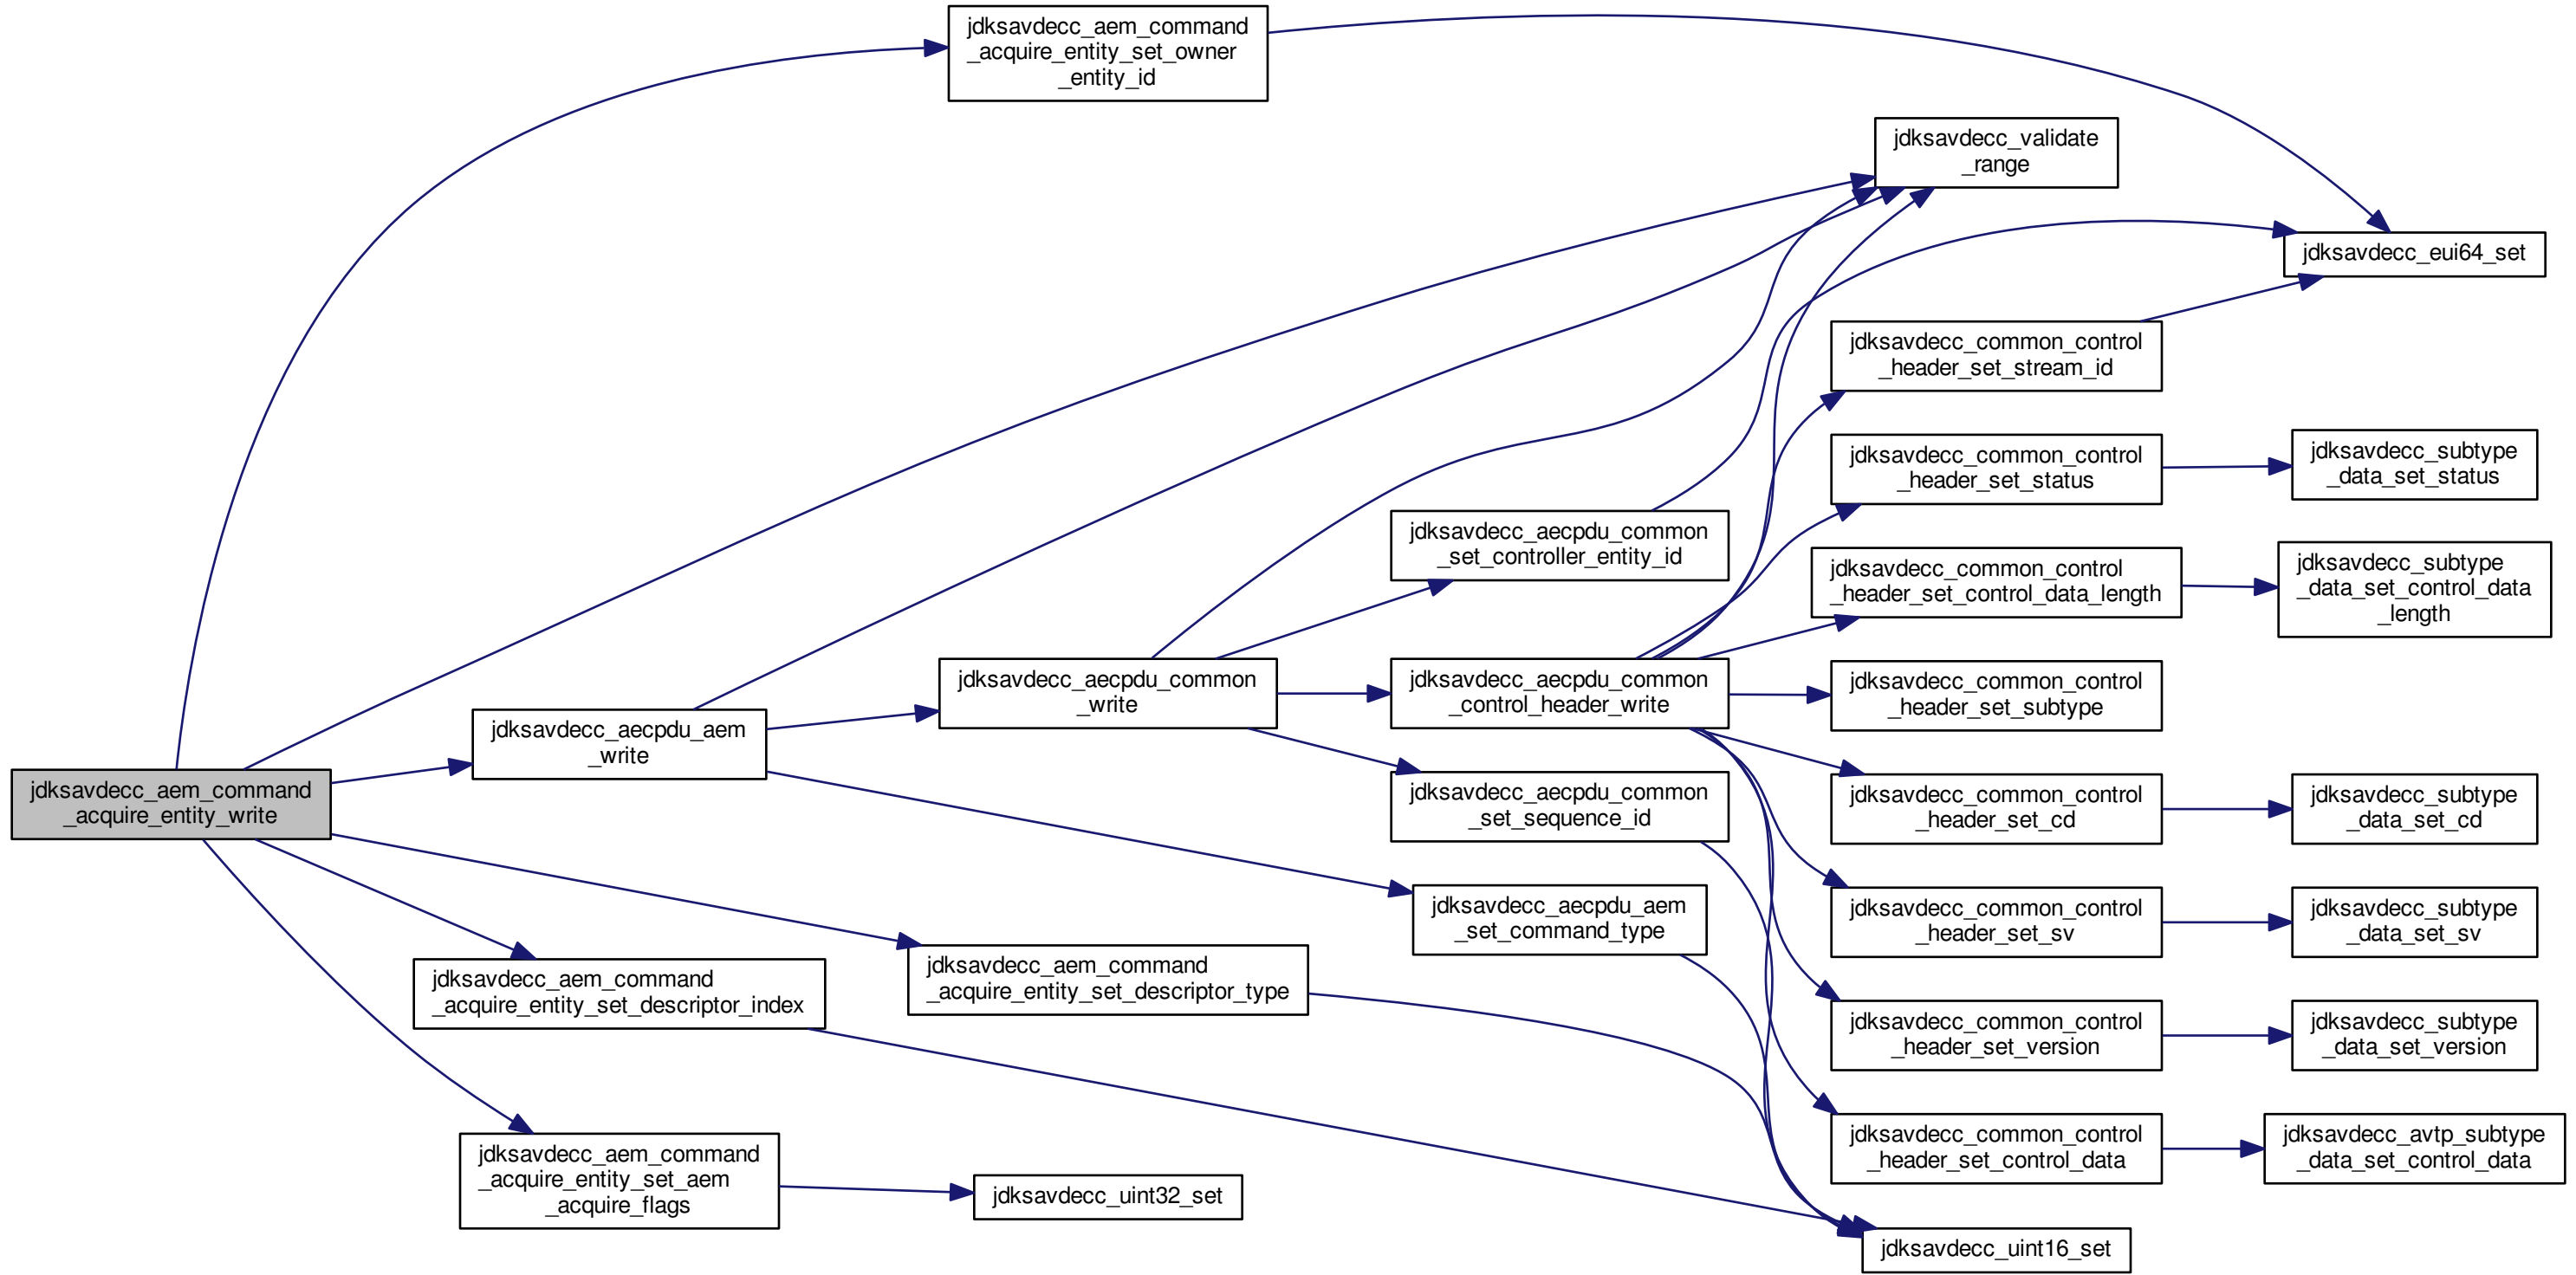 jdksavdecc_aem_command
_acquire_entity_set_owner
_entity_id
jdksavdecc_validate
_range
jdksavdecc_eui64_set
jdksavdecc_common_control
_header_set_stream_id
jdksavdecc_common_control
_header_set_status
jdksavdecc_subtype
_data_set_status
jdksavdecc_aecpdu_common
_set_controller_entity_id
jdksavdecc_common_control
_header_set_control_data_length
jdksavdecc_subtype
_data_set_control_data
_length
jdksavdecc_aecpdu_common
_write
jdksavdecc_aecpdu_common
_control_header_write
jdksavdecc_common_control
_header_set_subtype
jdksavdecc_aecpdu_aem
_write
jdksavdecc_aem_command
_acquire_entity_write
jdksavdecc_aecpdu_common
_set_sequence_id
jdksavdecc_common_control
_header_set_cd
jdksavdecc_subtype
_data_set_cd
jdksavdecc_aecpdu_aem
_set_command_type
jdksavdecc_common_control
_header_set_sv
jdksavdecc_subtype
_data_set_sv
jdksavdecc_aem_command
_acquire_entity_set_descriptor_index
jdksavdecc_aem_command
_acquire_entity_set_descriptor_type
jdksavdecc_common_control
_header_set_version
jdksavdecc_subtype
_data_set_version
jdksavdecc_aem_command
_acquire_entity_set_aem
_acquire_flags
jdksavdecc_uint32_set
jdksavdecc_common_control
_header_set_control_data
jdksavdecc_avtp_subtype
_data_set_control_data
jdksavdecc_uint16_set